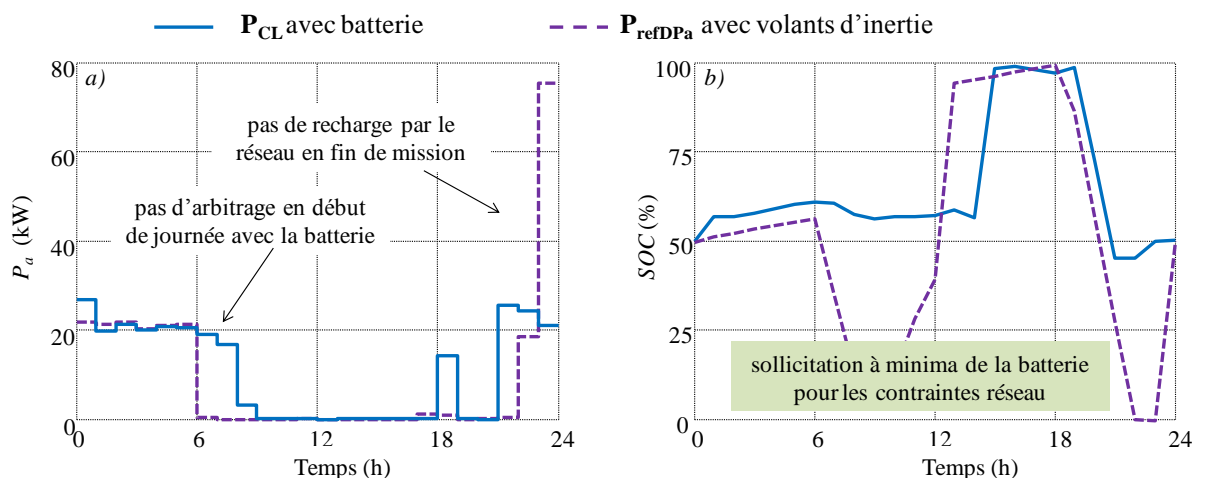 P_CL avec batterie
P_refDPa avec volants d'inertie
a)
80
60
40
20
0
P_a (kW)
pas de recharge par le
réseau en fin de mission
pas d'arbitrage en début
de journée avec la batterie
0
6
12
18
24
Temps (h)
b)
100
75
50
25
0
SOC (%)
sollicitation à minima de la batterie
pour les contraintes réseau
0
6
12
18
24
Temps (h)